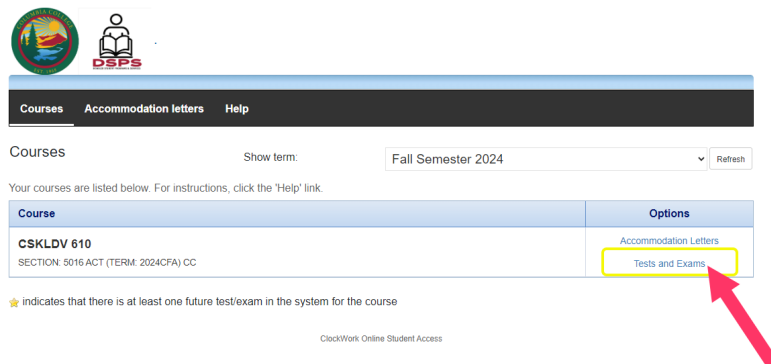 COLUMBIA COLLEGE
DSPS
Courses Accommodation letters Help
Courses Show term: Fall Semester 2024 Refresh
Your courses are listed below. For instructions, click the 'Help' link.
Course Options
CSKLDV 610 Accommodation Letters
SECTION: 5016 ACT (TERM: 2024CFA) CC Tests and Exams
indicates that there is at least one future test/exam in the system for the course
ClockWork Online Student Access